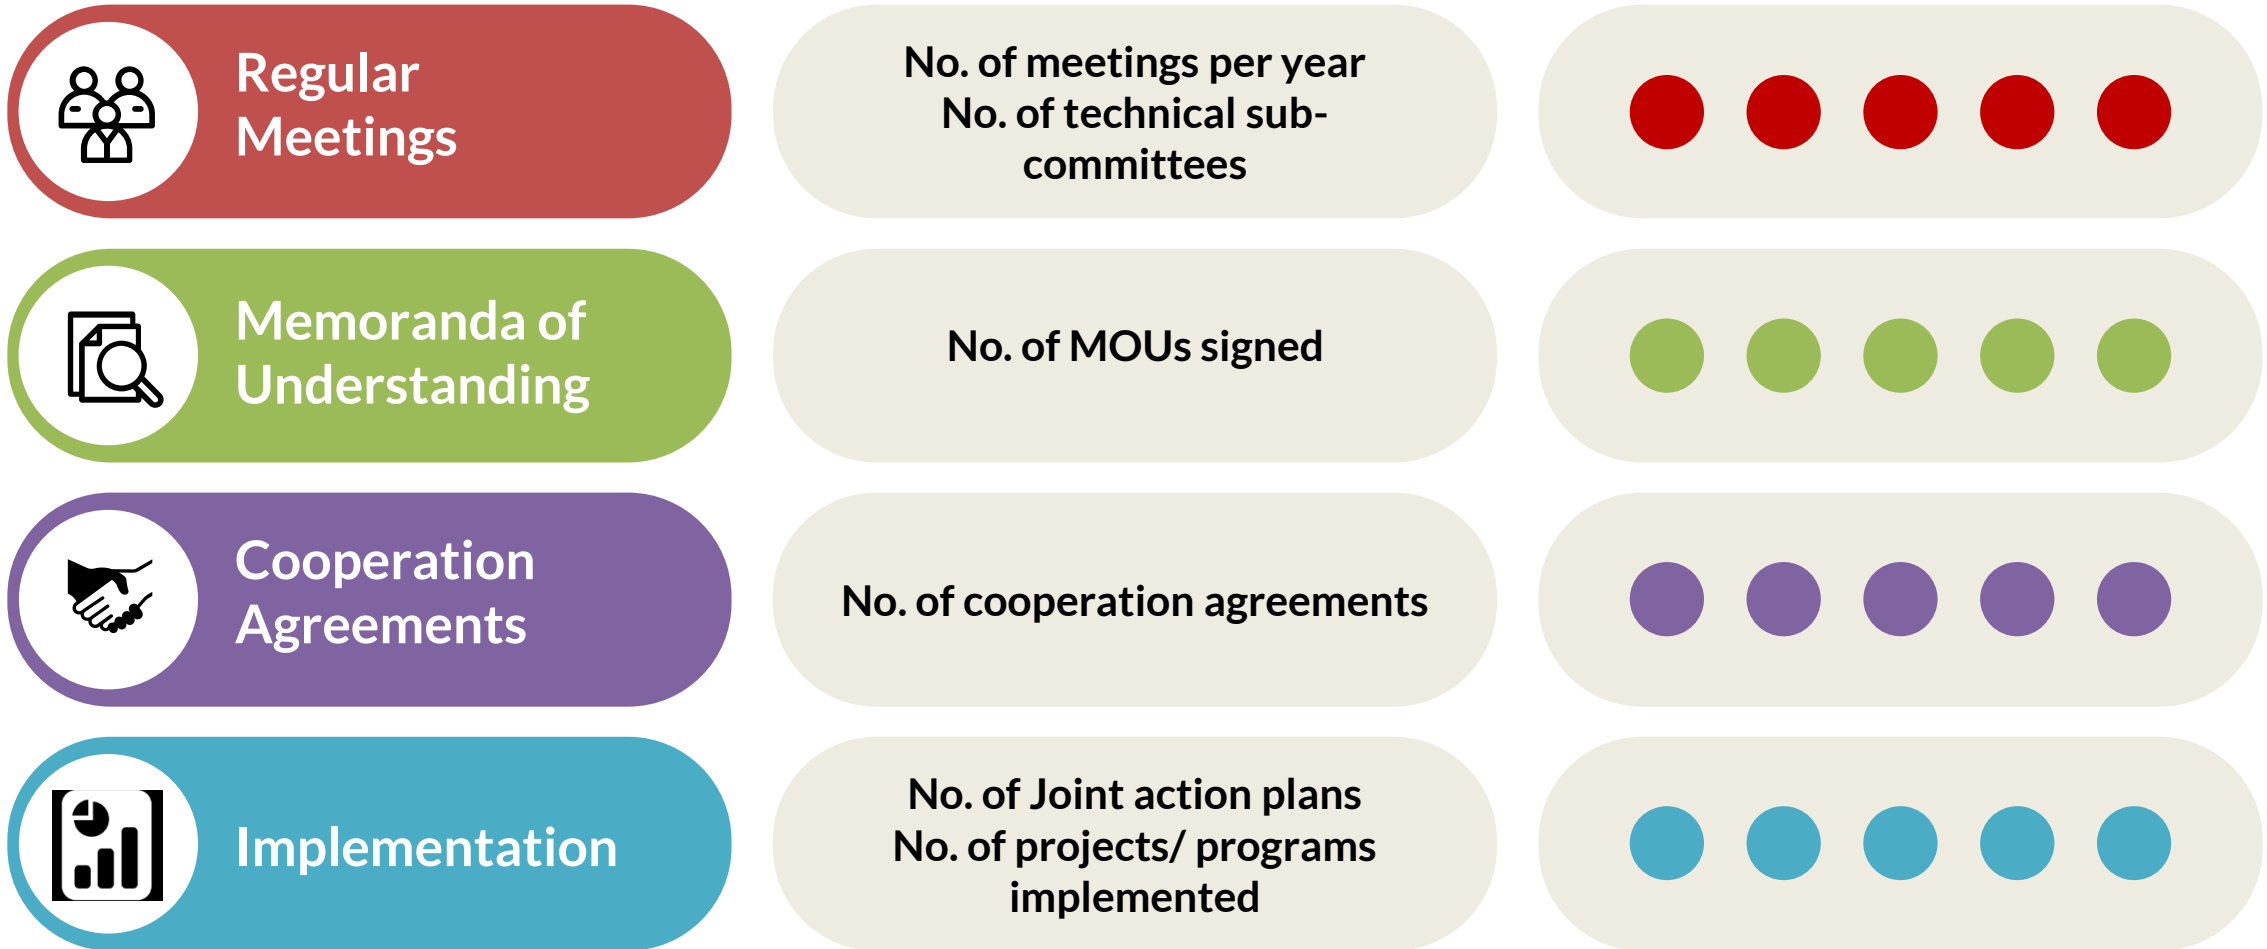 Regular
Meetings
No. of meetings per year
No. of technical sub-
committees
Memoranda of
Understanding
No. of MOUs signed
Cooperation
Agreements
No. of cooperation agreements
Implementation
No. of Joint action plans
No. of projects/ programs
implemented